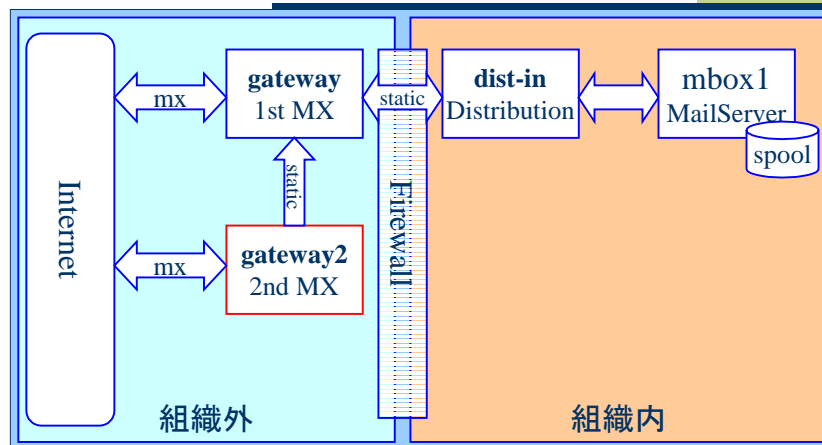 Internet
mx
gateway
1st MX
static
dist-in
Distribution
mbox1
MailServer
spool
static
mx
gateway2
2nd MX
Firewall
組織外
組織内